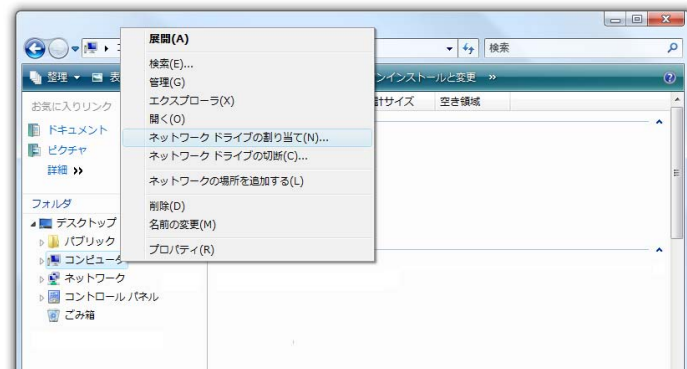 検索
整理
ンインストールと変更 »
計サイズ 空き領域
お気に入りリンク
ドキュメント
ピクチャ
詳細 »
フォルダ
デスクトップ
パブリック
コンピュータ
ネットワーク
コントロール パネル
ごみ箱
展開(A)
検索(E)...
管理(G)
エクスプローラ(X)
開く(O)
ネットワーク ドライブの割り当て(N)...
ネットワーク ドライブの切断(C)...
ネットワークの場所を追加する(L)
削除(D)
名前の変更(M)
プロパティ(R)